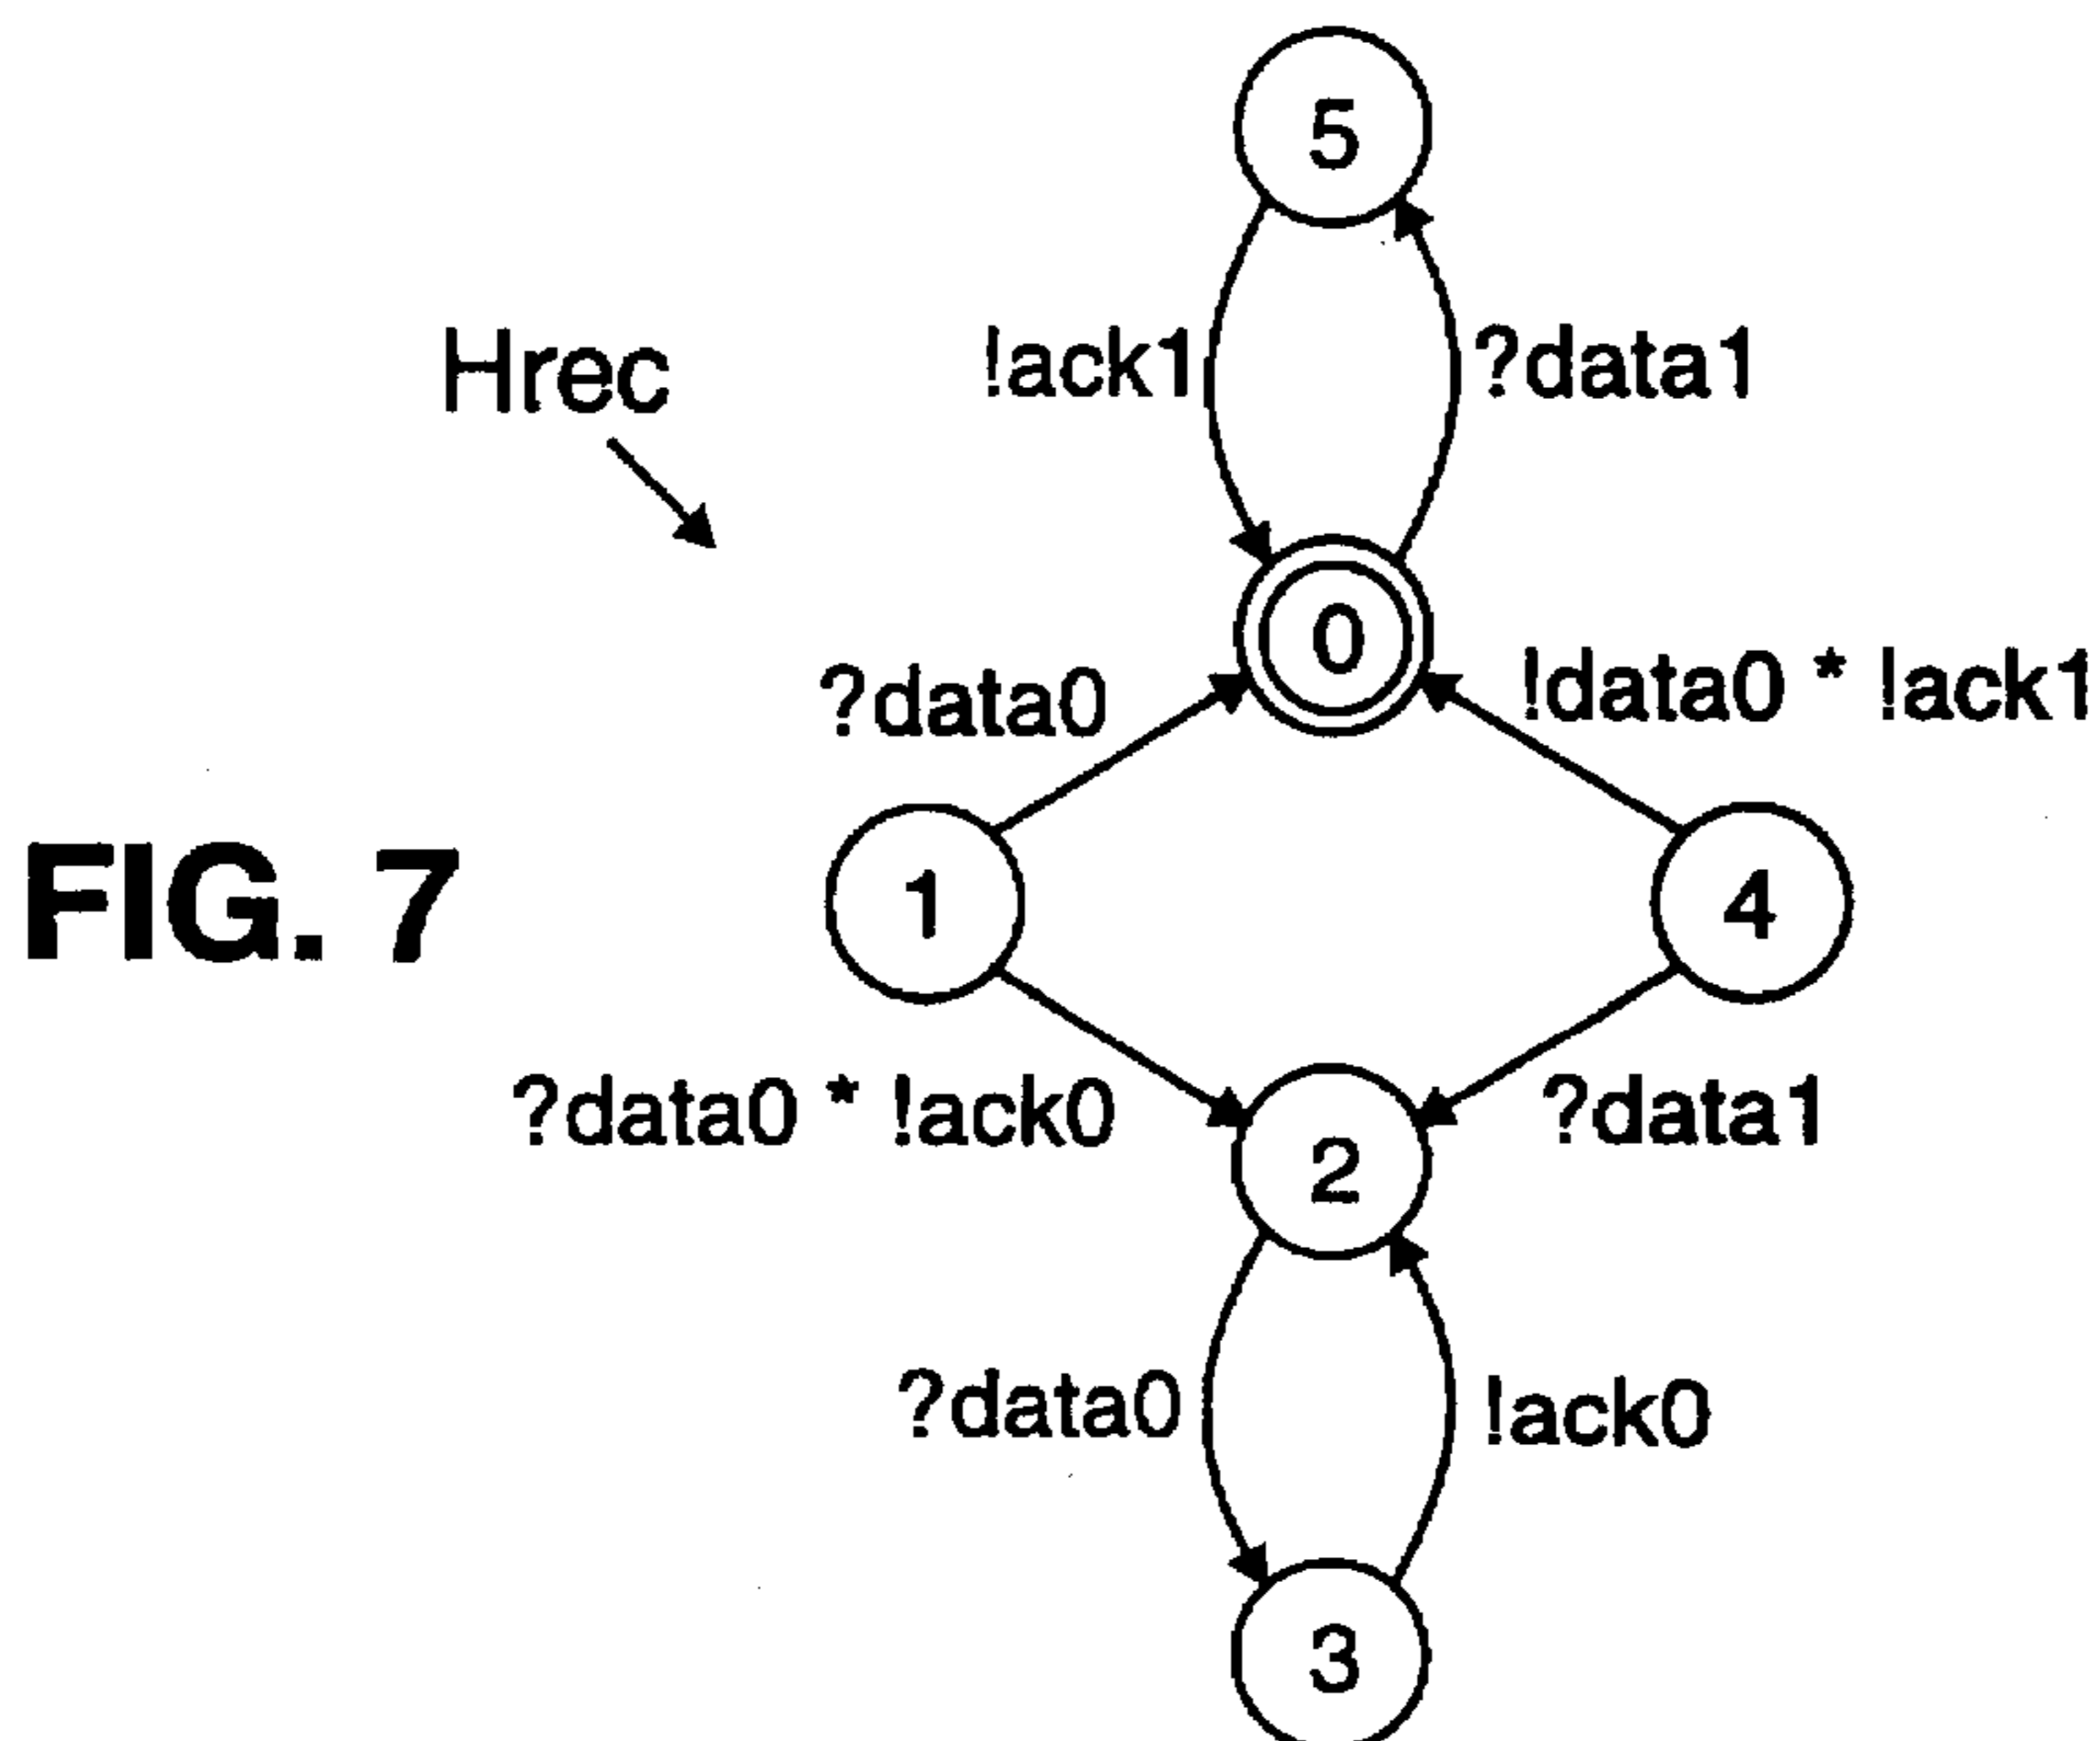 5
Hrec
!ack1
?data1
0
?data0
!data0 * !ack1
FIG. 7
1
4
?data0 * !ack0
?data1
2
?data0
!ack0
3